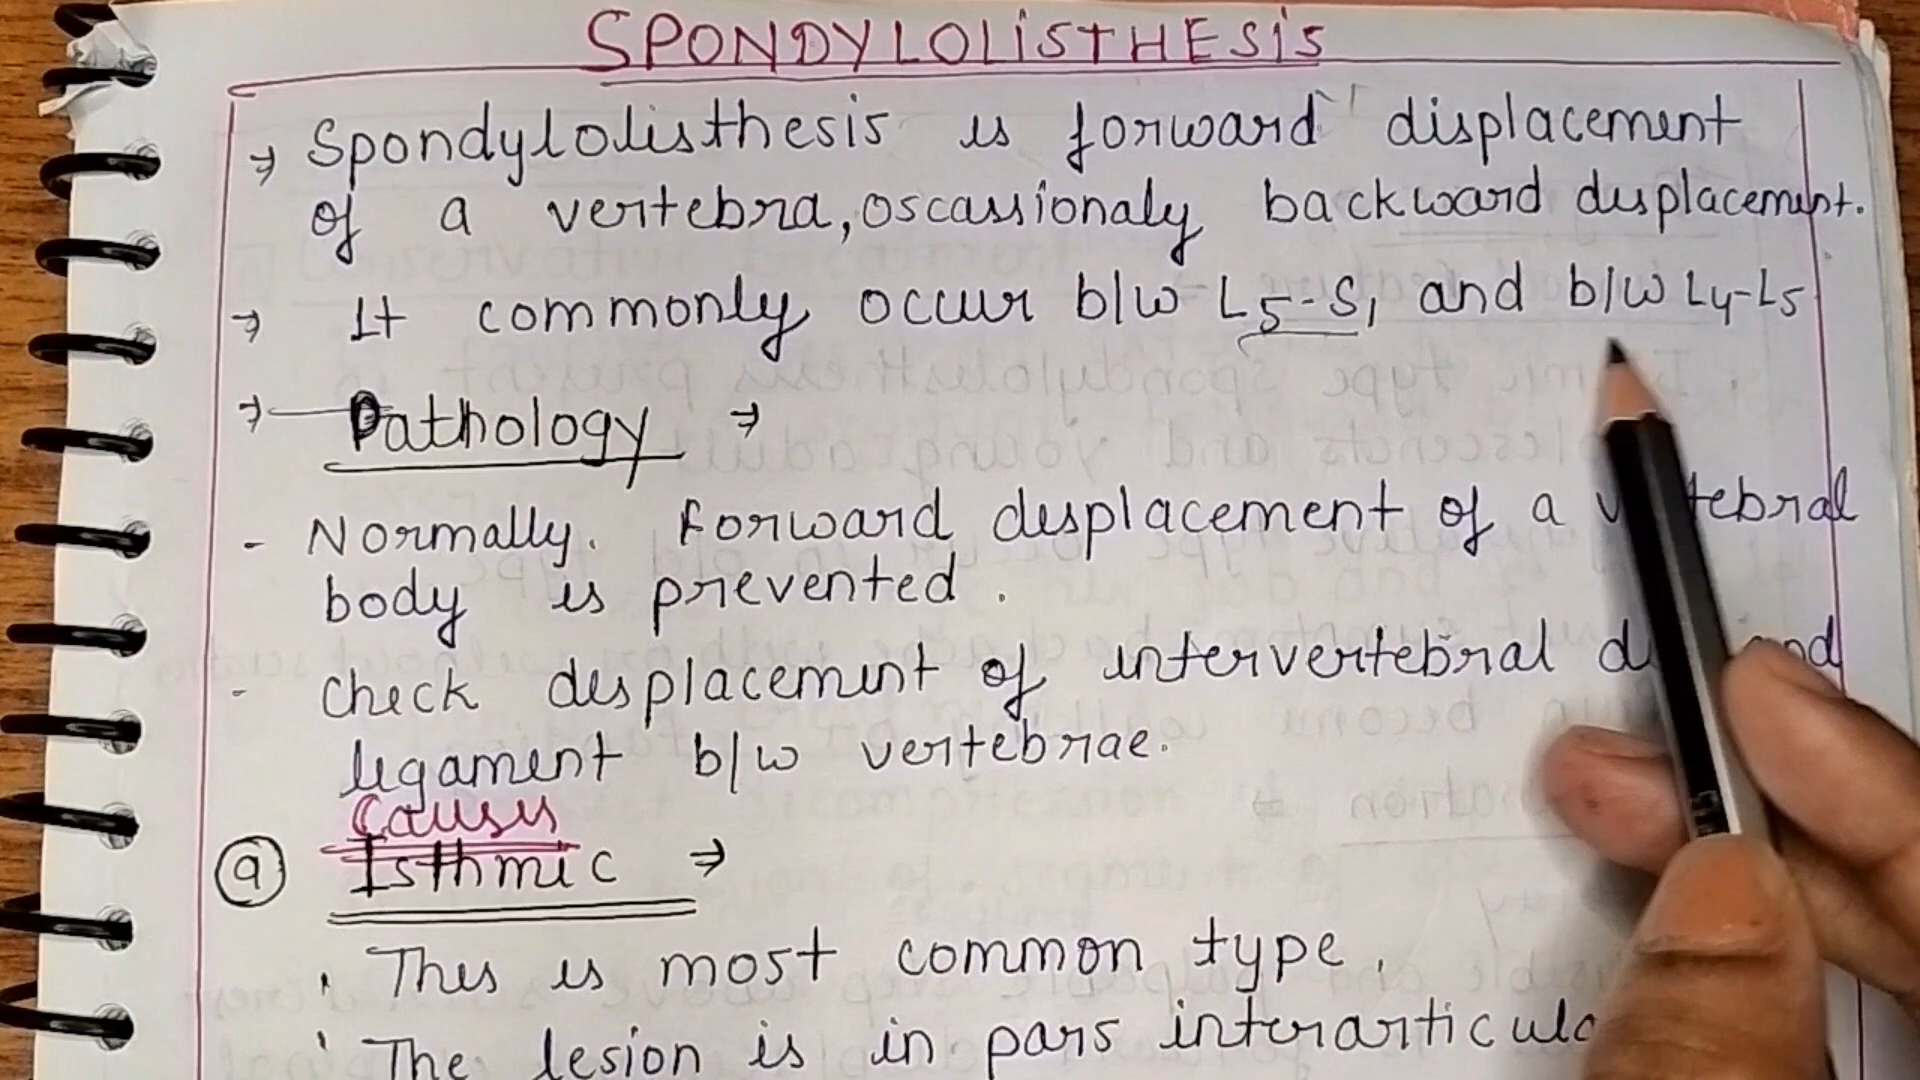 SPONDYLOLISTHESIS
→ Spondylolisthesis is forward displacement
of a vertebra, oscassionaly backward displacement.
→ It commonly occur b/w L5-S1 and b/w L4-L5
→ Pathology →
- Normally. Forward displacement of a
body is prevented.
- Check displacement of intervertebral
ligament b/w vertebrae.
Causes
(a) Isthmic →
. This is most common type.
. The lesion is in pars